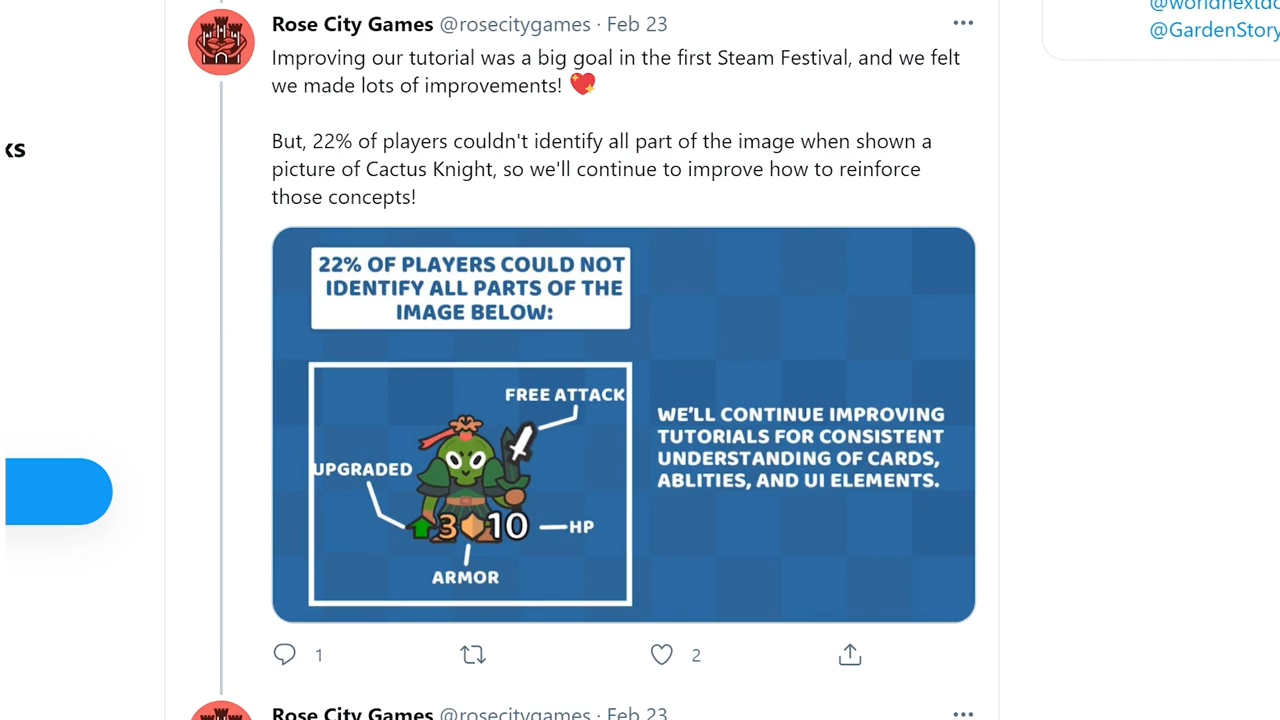 @worldnextdo
@GardenStory
Rose City Games @rosecitygames · Feb 23
Improving our tutorial was a big goal in the first Steam Festival, and we felt
we made lots of improvements! 💖
But, 22% of players couldn't identify all part of the image when shown a
picture of Cactus Knight, so we'll continue to improve how to reinforce
those concepts!
ks
22% OF PLAYERS COULD NOT
IDENTIFY ALL PARTS OF THE
IMAGE BELOW:
FREE ATTACK
UPGRADED
3 10
HP
ARMOR
WE'LL CONTINUE IMPROVING
TUTORIALS FOR CONSISTENT
UNDERSTANDING OF CARDS,
ABLITIES, AND UI ELEMENTS.
1
2
Rose City Games @rosecitygames · Feb 23